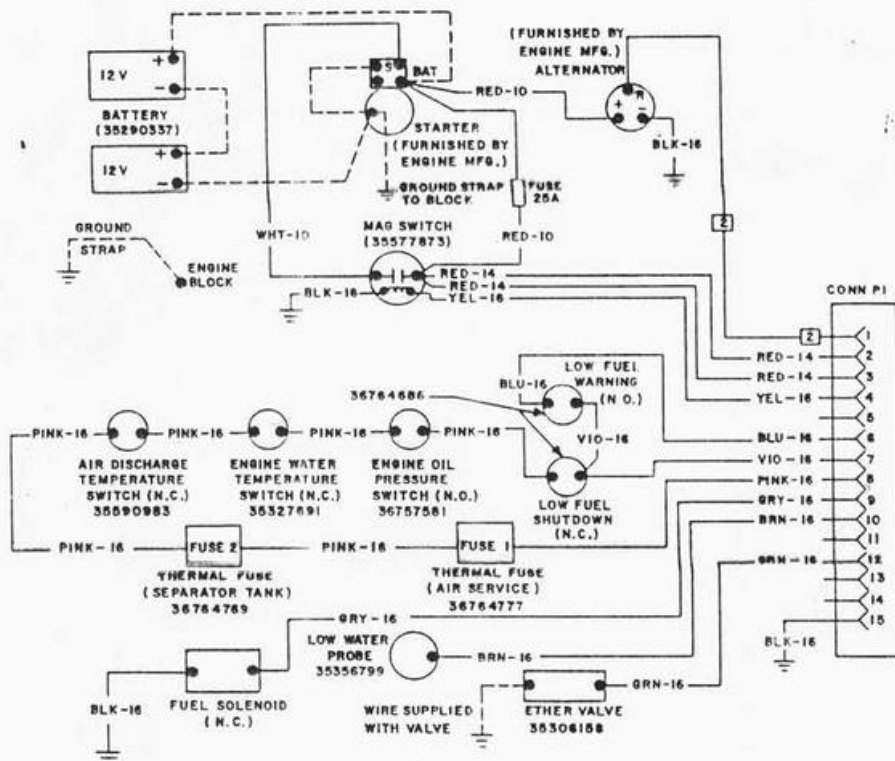 (FURNISHED BY
ENGINE MFG.)
ALTERNATOR
12V
+
-
BATTERY
(35290337)
12V
+
-
S
BAT
RED-10
+
R
-
BLK-16
STARTER
(FURNISHED BY
ENGINE MFG.)
GROUND STRAP
TO BLOCK
FUSE
25A
GROUND
STRAP
ENGINE
BLOCK
WHT-10
MAG SWITCH
(35577873)
RED-10
2
RED-14
RED-14
YEL-16
BLK-16
CONN P1
2
1
RED-14
2
RED-14
3
YEL-16
4
5
BLU-16
6
VIO-16
7
PINK-16
8
GRY-16
9
BRN-16
10
11
GRN-16
12
13
14
15
BLK-16
LOW FUEL
WARNING
(N.O.)
BLU-16
36764686
VIO-16
PINK-16
PINK-16
PINK-16
PINK-16
AIR DISCHARGE
TEMPERATURE
SWITCH (N.C.)
35590983
ENGINE WATER
TEMPERATURE
SWITCH (N.C.)
35327691
ENGINE OIL
PRESSURE
SWITCH (N.O.)
36757581
LOW FUEL
SHUTDOWN
(N.C.)
PINK-16
FUSE 2
PINK-16
FUSE 1
THERMAL FUSE
(SEPARATOR TANK)
36764769
THERMAL FUSE
(AIR SERVICE)
36764777
GRY-16
LOW WATER
PROBE
35356799
BRN-16
FUEL SOLENOID
(N.C.)
BLK-16
WIRE SUPPLIED
WITH VALVE
GRN-16
ETHER VALVE
35306158